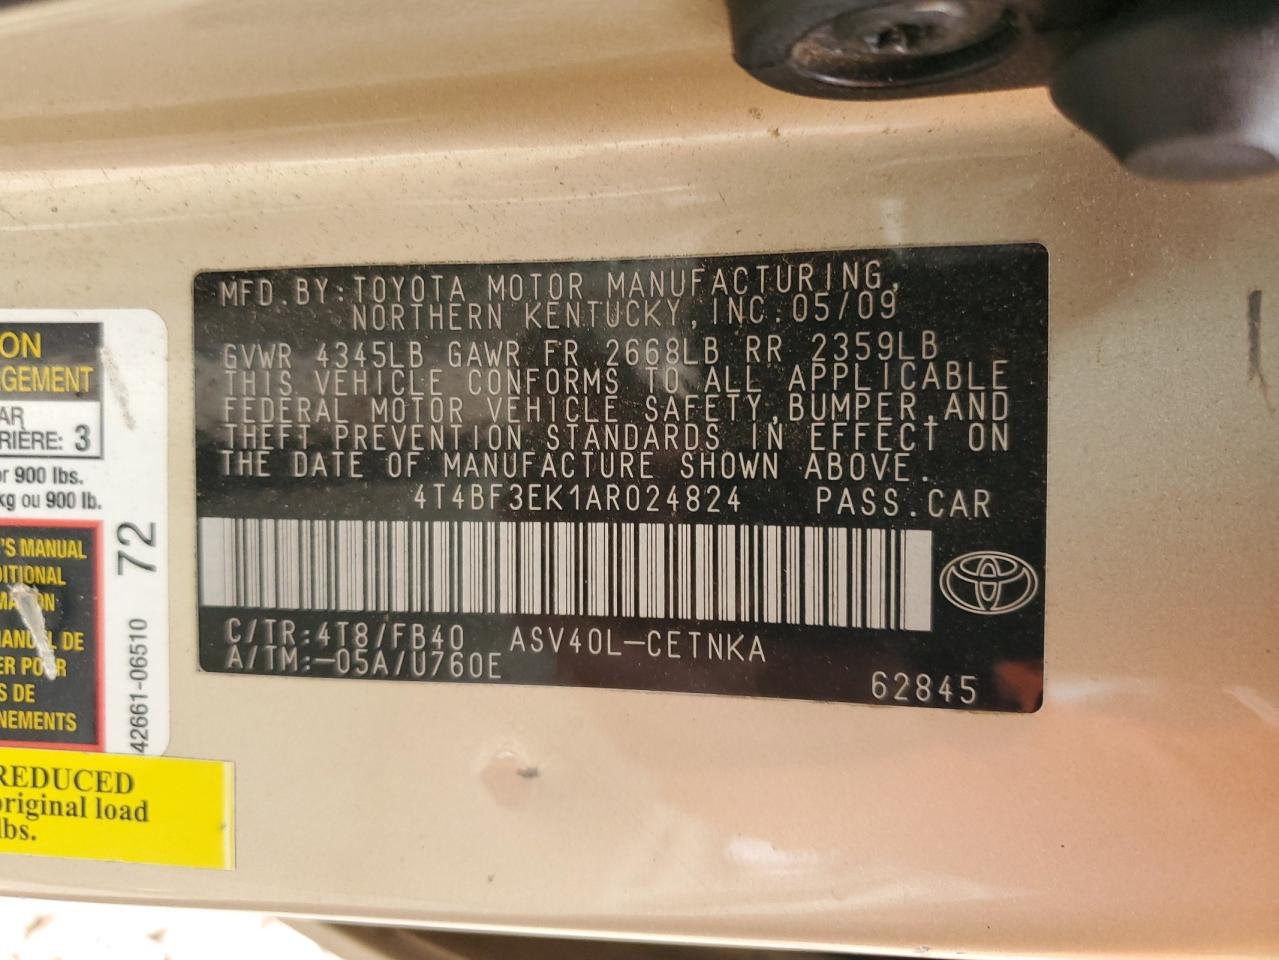 MFD.BY:TOYOTA MOTOR MANUFACTURING,
NORTHERN KENTUCKY,INC.05/09
GVWR 4345LB GAWR FR 2668LB RR 2359LB
THIS VEHICLE CONFORMS TO ALL APPLICABLE
FEDERAL MOTOR VEHICLE SAFETY,BUMPER,AND
THEFT PREVENTION STANDARDS IN EFFECT ON
THE DATE OF MANUFACTURE SHOWN ABOVE.
4T4BF3EK1AR024824 PASS.CAR
C/TR:4T8/FB40 ASV40L-CETNKA
A/TM:-05A/U760E
62845
ON
GEMENT
AR
RIÈRE: 3
or 900 lbs.
kg ou 900 lb.
'S MANUAL
DITIONAL
DE
ER POUR
S DE
NEMENTS
72
42661-06510
REDUCED
original load
lbs.